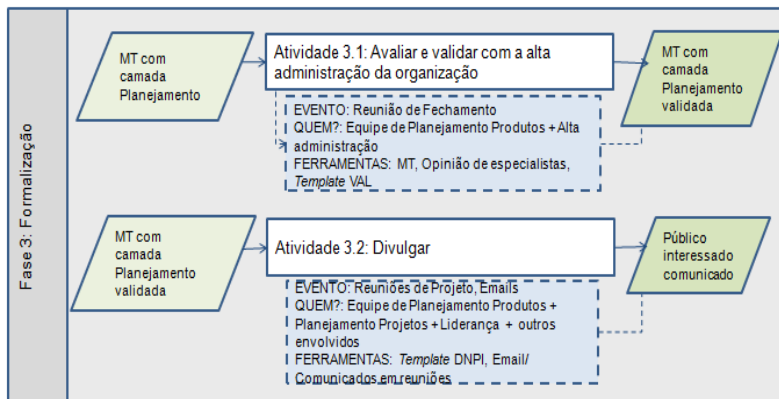 Fase 3: Formalização
MT com
camada
Planejamento
Atividade 3.1: Avaliar e validar com a alta
administração da organização
EVENTO: Reunião de Fechamento
QUEM?: Equipe de Planejamento Produtos + Alta
administração
FERRAMENTAS: MT, Opinião de especialistas,
Template VAL
MT com
camada
Planejamento
validada
MT com
camada
Planejamento
validada
Atividade 3.2: Divulgar
EVENTO: Reuniões de Projeto, Emails
QUEM?: Equipe de Planejamento Produtos +
Planejamento Projetos + Liderança + outros
envolvidos
FERRAMENTAS: Template DNPI, Email/
Comunicados em reuniões
Público
interessado
comunicado